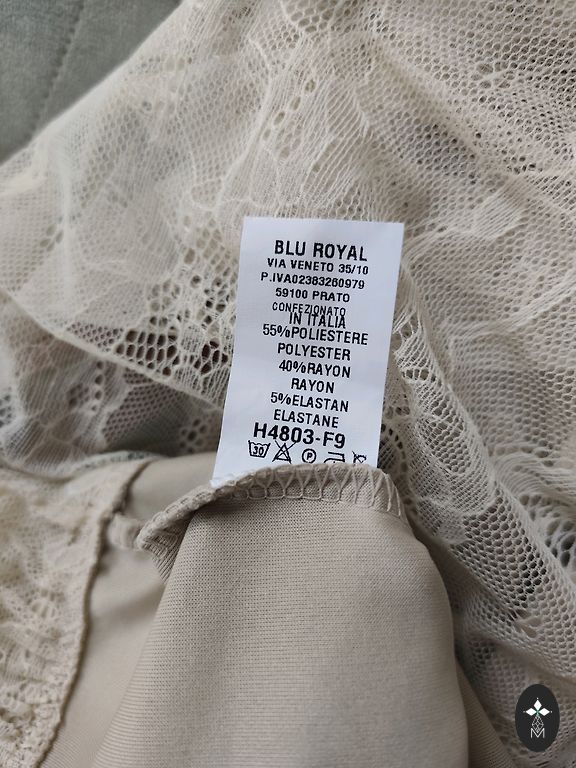 BLU ROYAL
VIA VENETO 35/10
P.IVA02383260979
59100 PRATO
CONFEZIONATO
IN ITALIA
55%POLIESTERE
POLYESTER
40%RAYON
RAYON
5%ELASTAN
ELASTANE
H4803-F9
30 P
M